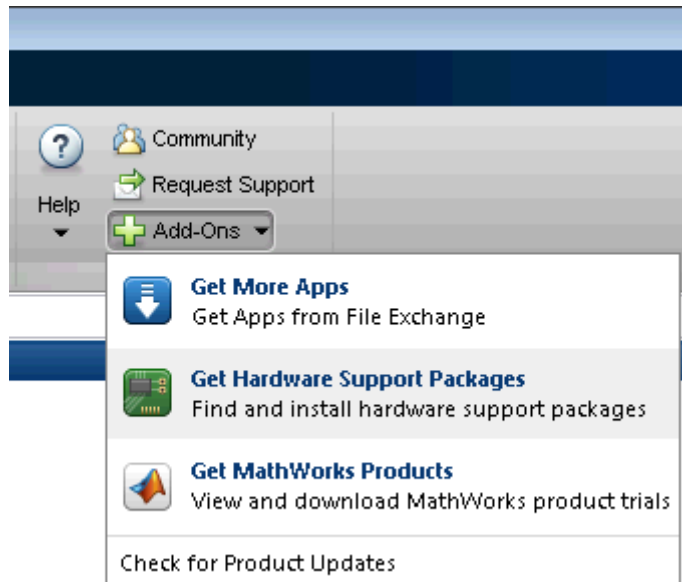 Help
Community
Request Support
Add-Ons
Get More Apps
Get Apps from File Exchange
Get Hardware Support Packages
Find and install hardware support packages
Get MathWorks Products
View and download MathWorks product trials
Check for Product Updates